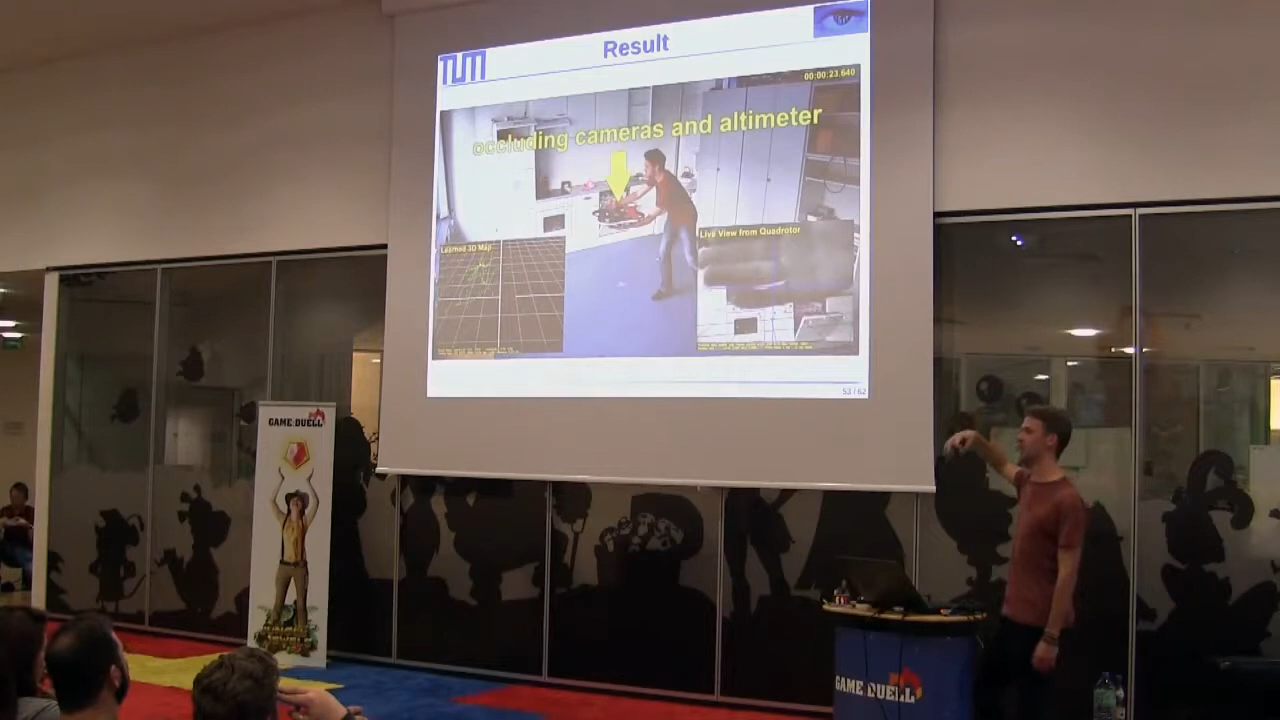 TUM
Result
00:00:23.640
occluding cameras and altimeter
Learned 3D Map
Live View from Quadrotor
53 / 62
GAME DUELL
GAME DUELL